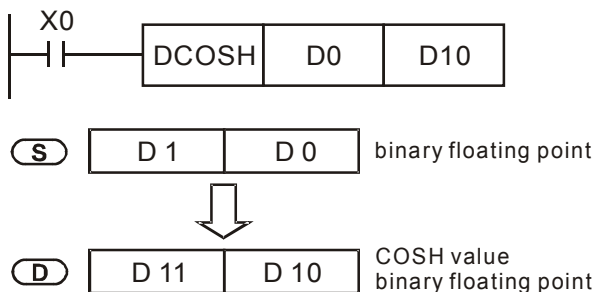 X0
DCOSH D0 D10
S D 1 D 0 binary floating point
D D 11 D 10 COSH value
binary floating point